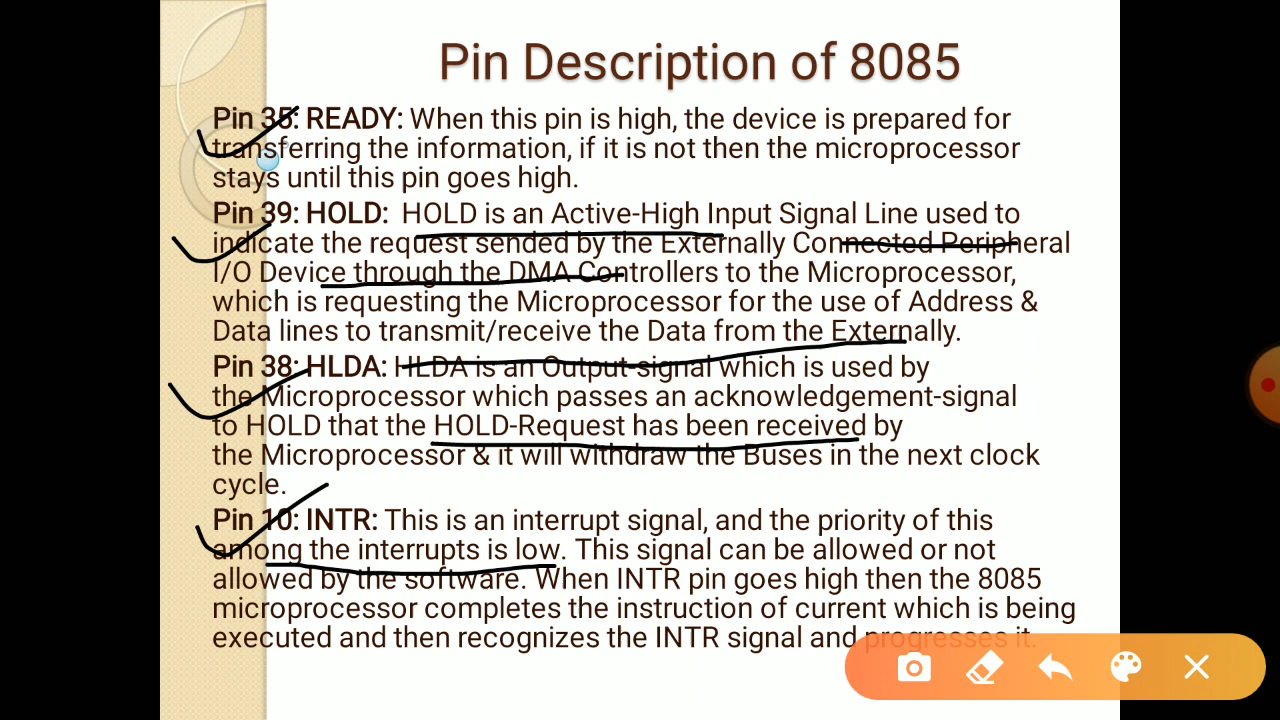 Pin Description of 8085
Pin 35: READY: When this pin is high, the device is prepared for
transferring the information, if it is not then the microprocessor
stays until this pin goes high.
Pin 39: HOLD: HOLD is an Active-High Input Signal Line used to
indicate the request sended by the Externally Connected Peripheral
I/O Device through the DMA Controllers to the Microprocessor,
which is requesting the Microprocessor for the use of Address &
Data lines to transmit/receive the Data from the Externally.
Pin 38: HLDA: HLDA is an Output-signal which is used by
the Microprocessor which passes an acknowledgement-signal
to HOLD that the HOLD-Request has been received by
the Microprocessor & it will withdraw the Buses in the next clock
cycle.
Pin 10: INTR: This is an interrupt signal, and the priority of this
among the interrupts is low. This signal can be allowed or not
allowed by the software. When INTR pin goes high then the 8085
microprocessor completes the instruction of current which is being
executed and then recognizes the INTR signal and progresses it.